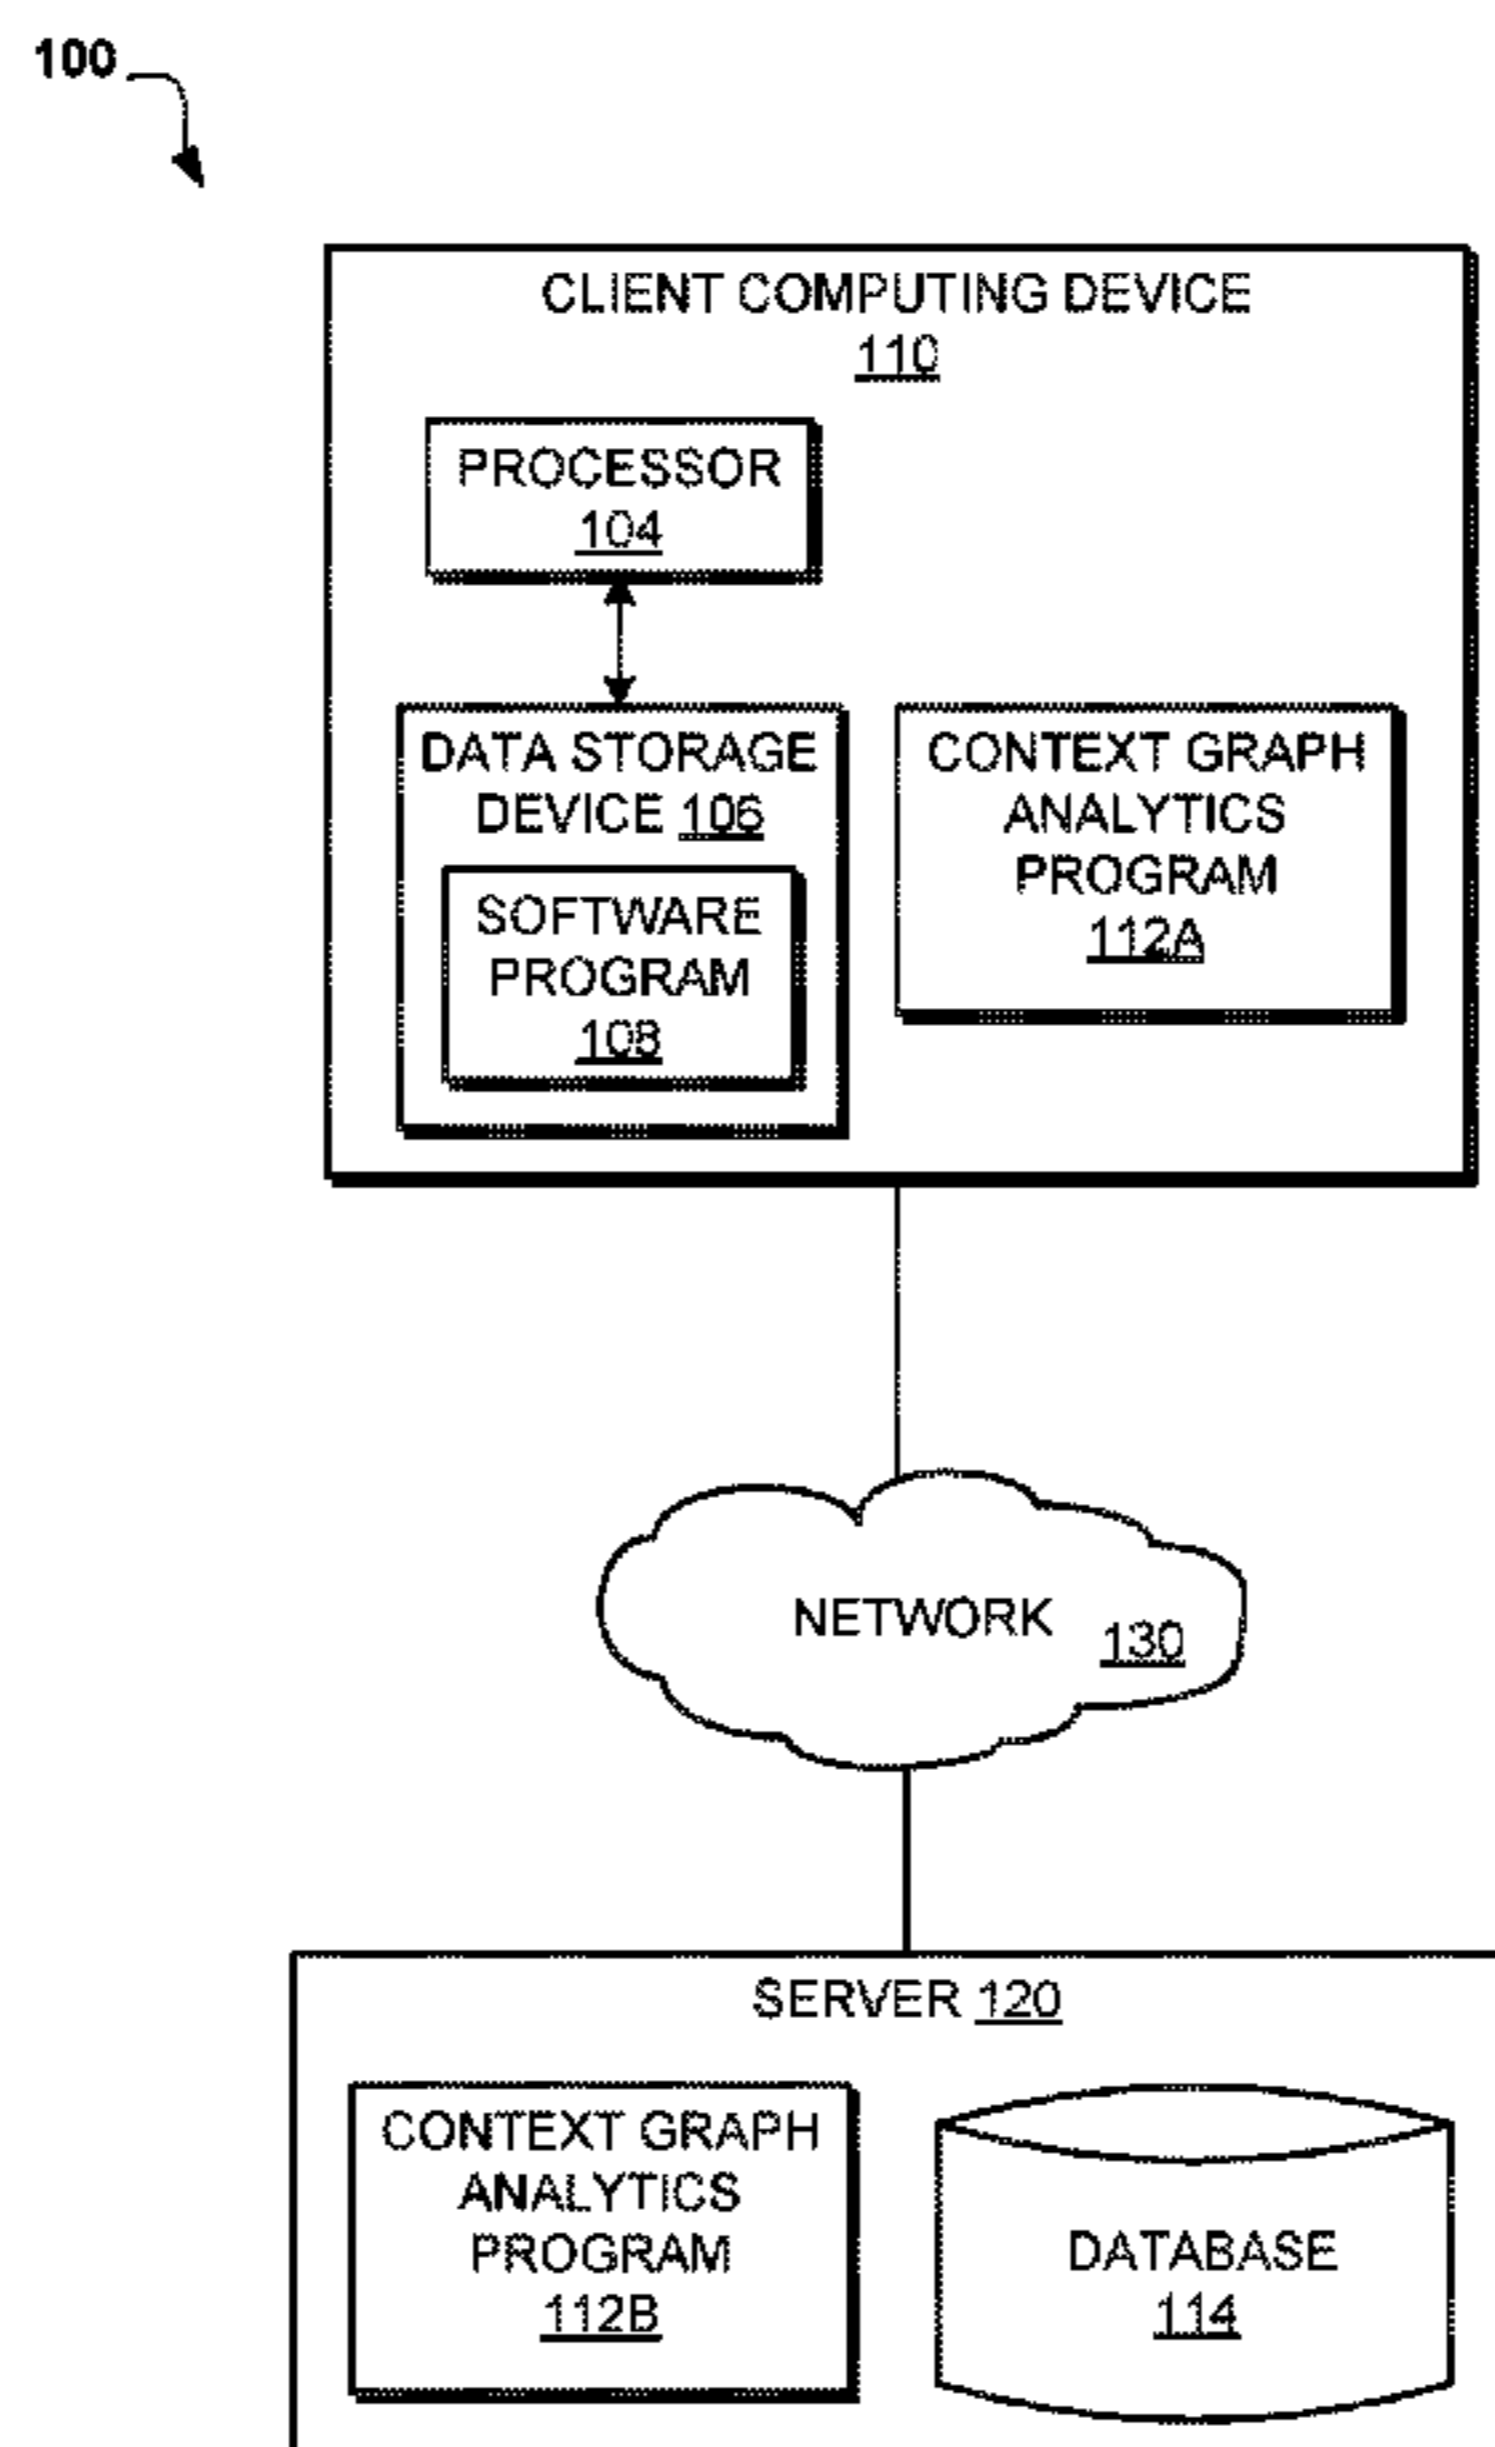 100
CLIENT COMPUTING DEVICE
110
PROCESSOR
104
DATA STORAGE
DEVICE 106
SOFTWARE
PROGRAM
108
CONTEXT GRAPH
ANALYTICS
PROGRAM
112A
NETWORK 130
SERVER 120
CONTEXT GRAPH
ANALYTICS
PROGRAM
112B
DATABASE
114